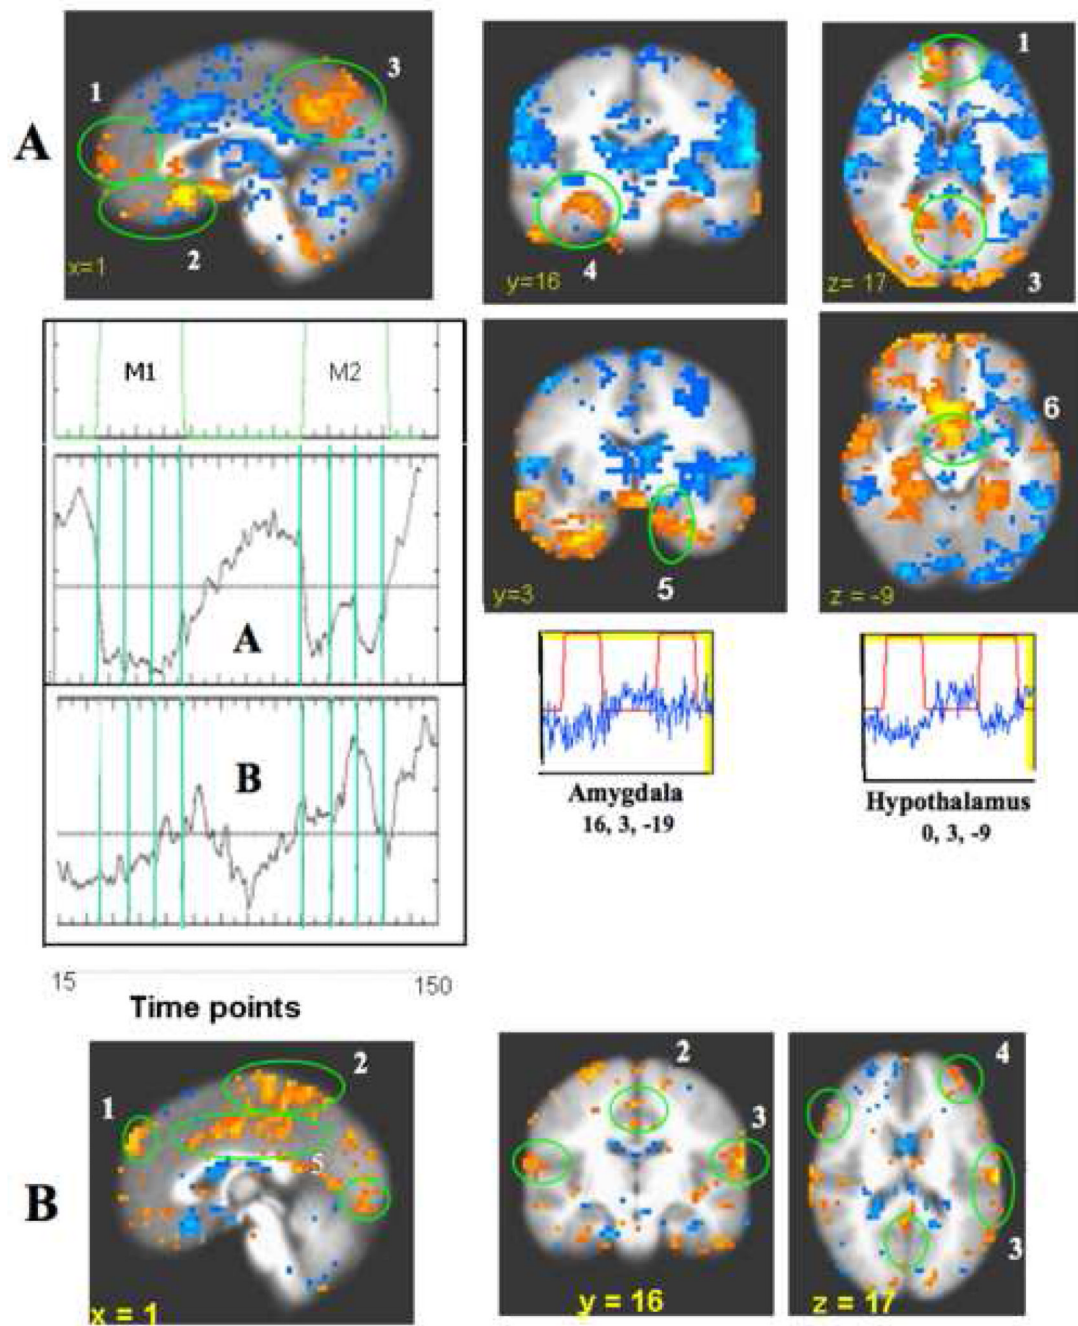 A
1
3
2
x=1
4
y=16
1
3
z= 17
M1
M2
A
B
15
150
Time points
5
y=3
6
z = -9
Amygdala
16, 3, -19
Hypothalamus
0, 3, -9
B
1
2
5
x = 1
2
3
y = 16
4
3
z = 17